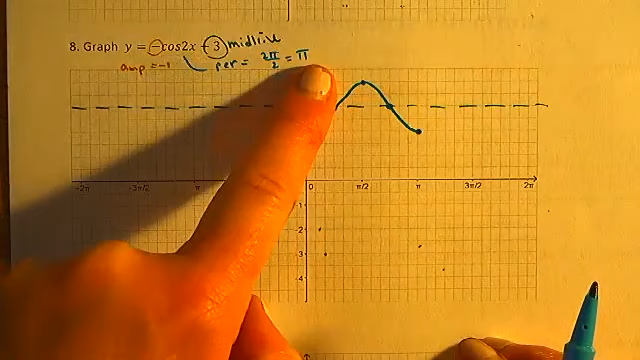 8. Graph y = -cos2x + 3 midline
amp = -1 per = 2π/2 = π
-2π -3π/2 π 0 π/2 π 3π/2 2π
-1
-2
-3
-4